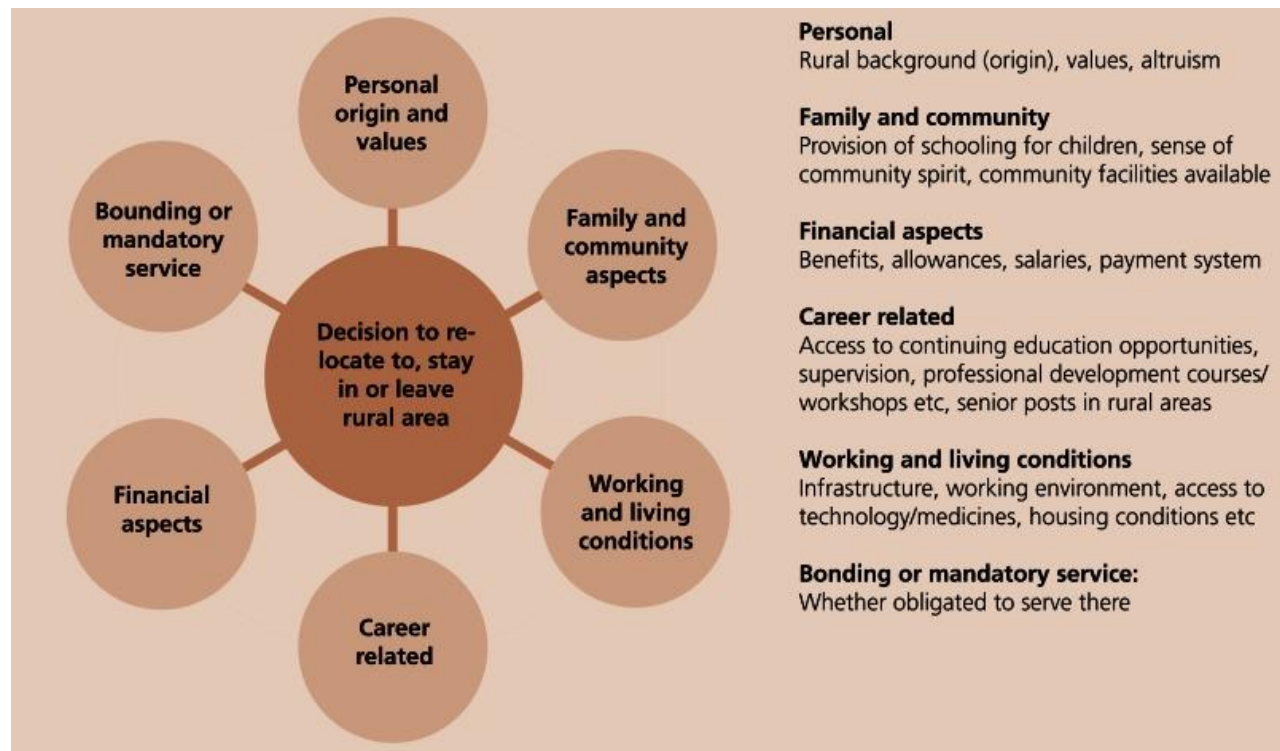 Personal
origin and
values
Family and
community
aspects
Working
and living
conditions
Career
related
Financial
aspects
Bounding or
mandatory
service
Decision to re-
locate to, stay
in or leave
rural area
Personal
Rural background (origin), values, altruism
Family and community
Provision of schooling for children, sense of
community spirit, community facilities available
Financial aspects
Benefits, allowances, salaries, payment system
Career related
Access to continuing education opportunities,
supervision, professional development courses/
workshops etc, senior posts in rural areas
Working and living conditions
Infrastructure, working environment, access to
technology/medicines, housing conditions etc
Bonding or mandatory service:
Whether obligated to serve there